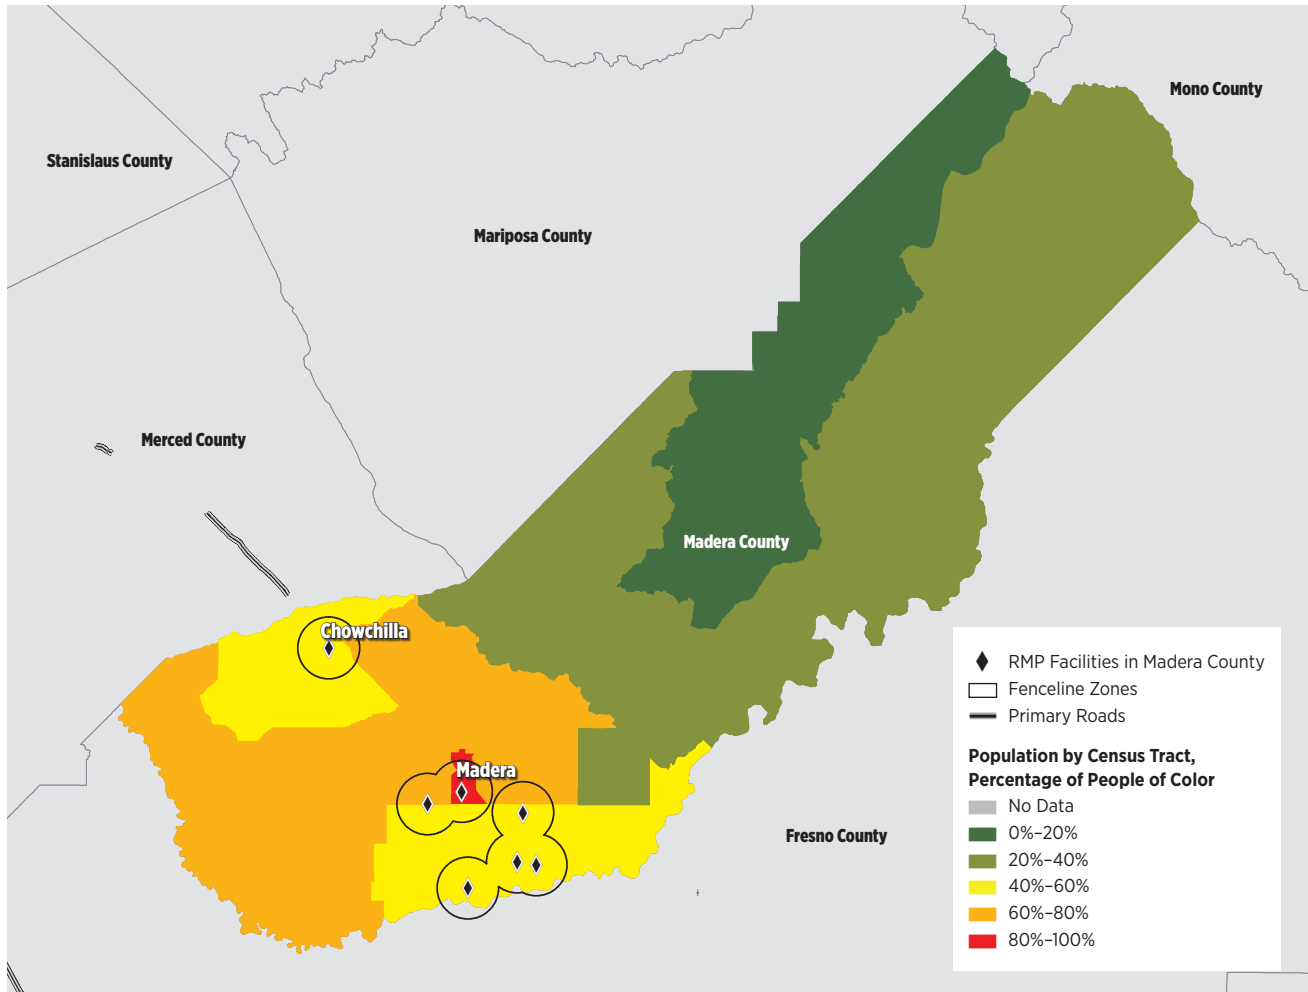 Mono County
Stanislaus County
Mariposa County
Merced County
Madera County
Chowchilla
Madera
Fresno County
RMP Facilities in Madera County
Fenceline Zones
Primary Roads
Population by Census Tract,
Percentage of People of Color
No Data
0%–20%
20%–40%
40%–60%
60%–80%
80%–100%